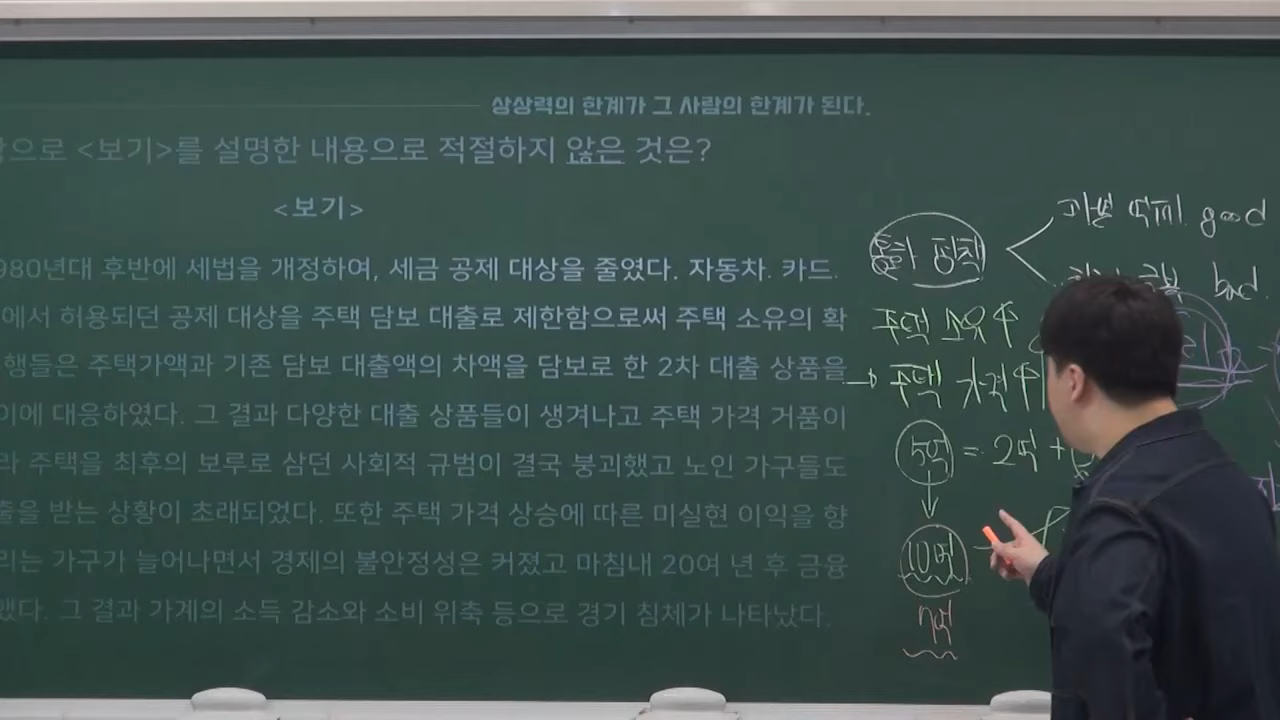 상상력의 한계가 그 사람의 한계가 된다.
으로 <보기>를 설명한 내용으로 적절하지 않은 것은?
<보기>
980년대 후반에 세법을 개정하여, 세금 공제 대상을 줄였다. 자동차. 카드.
에서 허용되던 공제 대상을 주택 담보 대출로 제한함으로써 주택 소유의 확
행들은 주택가액과 기존 담보 대출액의 차액을 담보로 한 2차 대출 상품을
이에 대응하였다. 그 결과 다양한 대출 상품들이 생겨나고 주택 가격 거품이
라 주택을 최후의 보루로 삼던 사회적 규범이 결국 붕괴했고 노인 가구들도
출을 받는 상황이 초래되었다. 또한 주택 가격 상승에 따른 미실현 이익을 향
리는 가구가 늘어나면서 경제의 불안정성은 커졌고 마침내 20여 년 후 금융
했다. 그 결과 가계의 소득 감소와 소비 위축 등으로 경기 침체가 나타났다.
good
bad
주택 소유 ↑
→ 주택 가격 ↑
5억 = 2억 +
↓
10억
7억